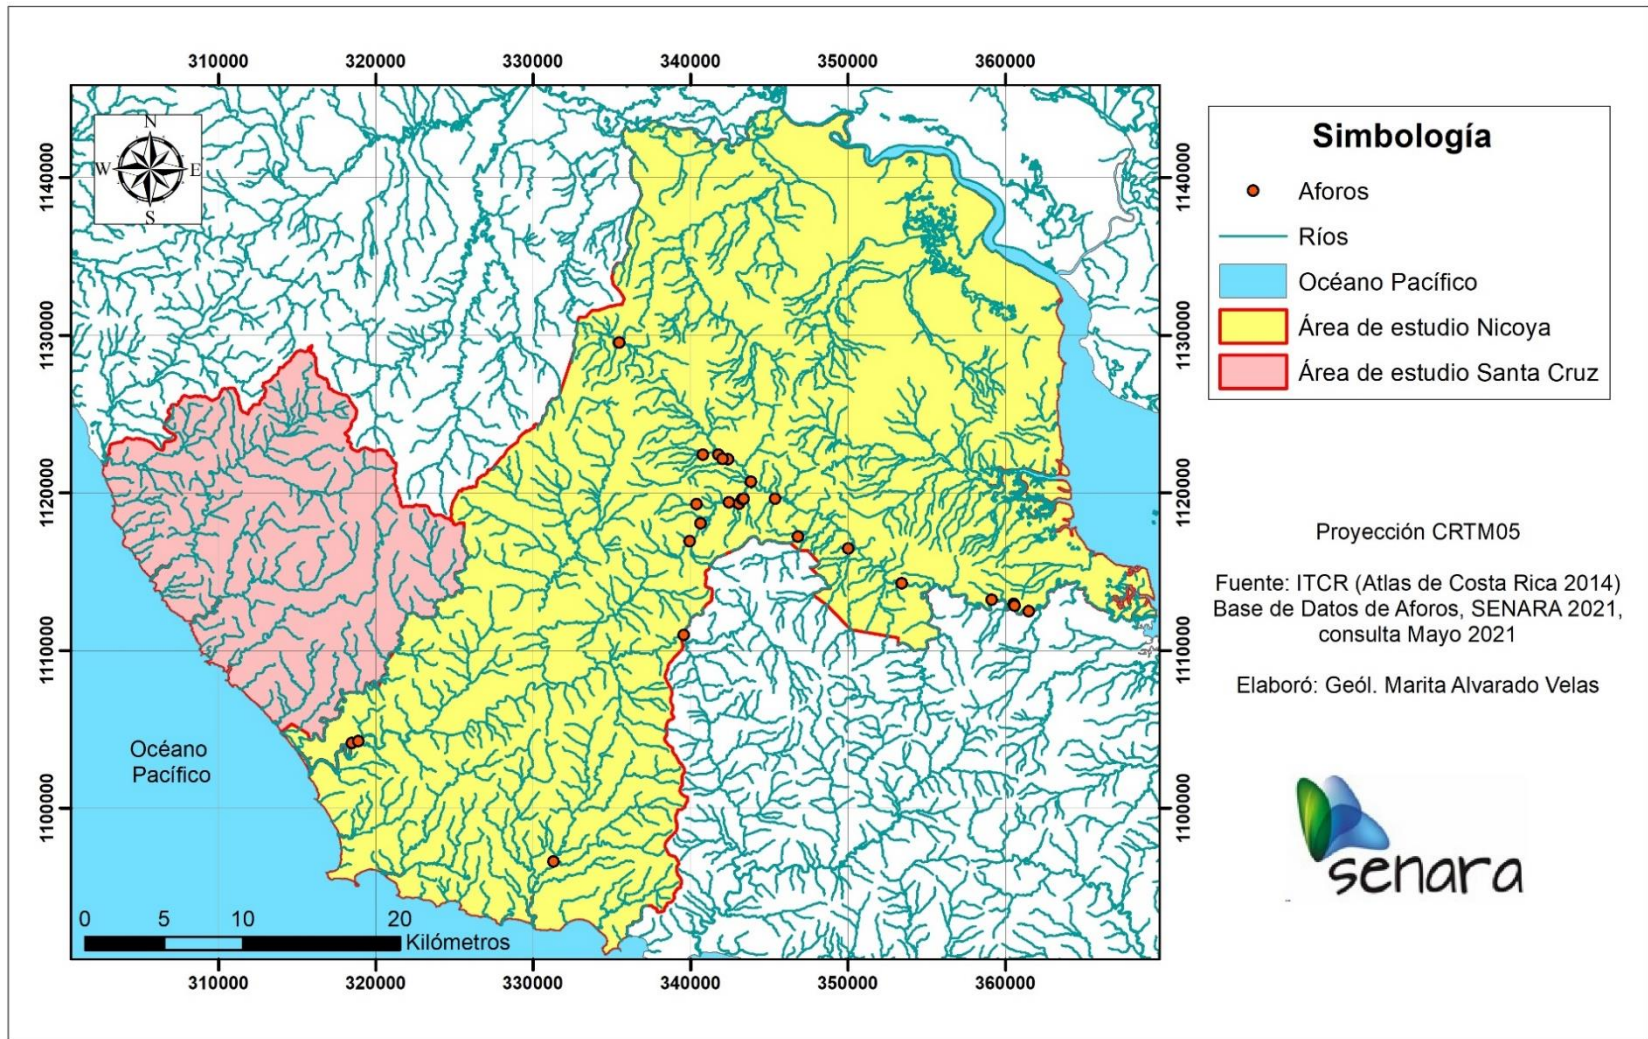 310000 320000 330000 340000 350000 360000
1140000
1130000
1120000
1110000
1100000
N
W E
S
Océano
Pacífico
0 5 10 20
Kilómetros
1140000
1130000
1120000
1110000
1100000
310000 320000 330000 340000 350000 360000
Simbología
Aforos
Ríos
Océano Pacífico
Área de estudio Nicoya
Área de estudio Santa Cruz
Proyección CRTM05
Fuente: ITCR (Atlas de Costa Rica 2014)
Base de Datos de Aforos, SENARA 2021,
consulta Mayo 2021
Elaboró: Geól. Marita Alvarado Velas
senara